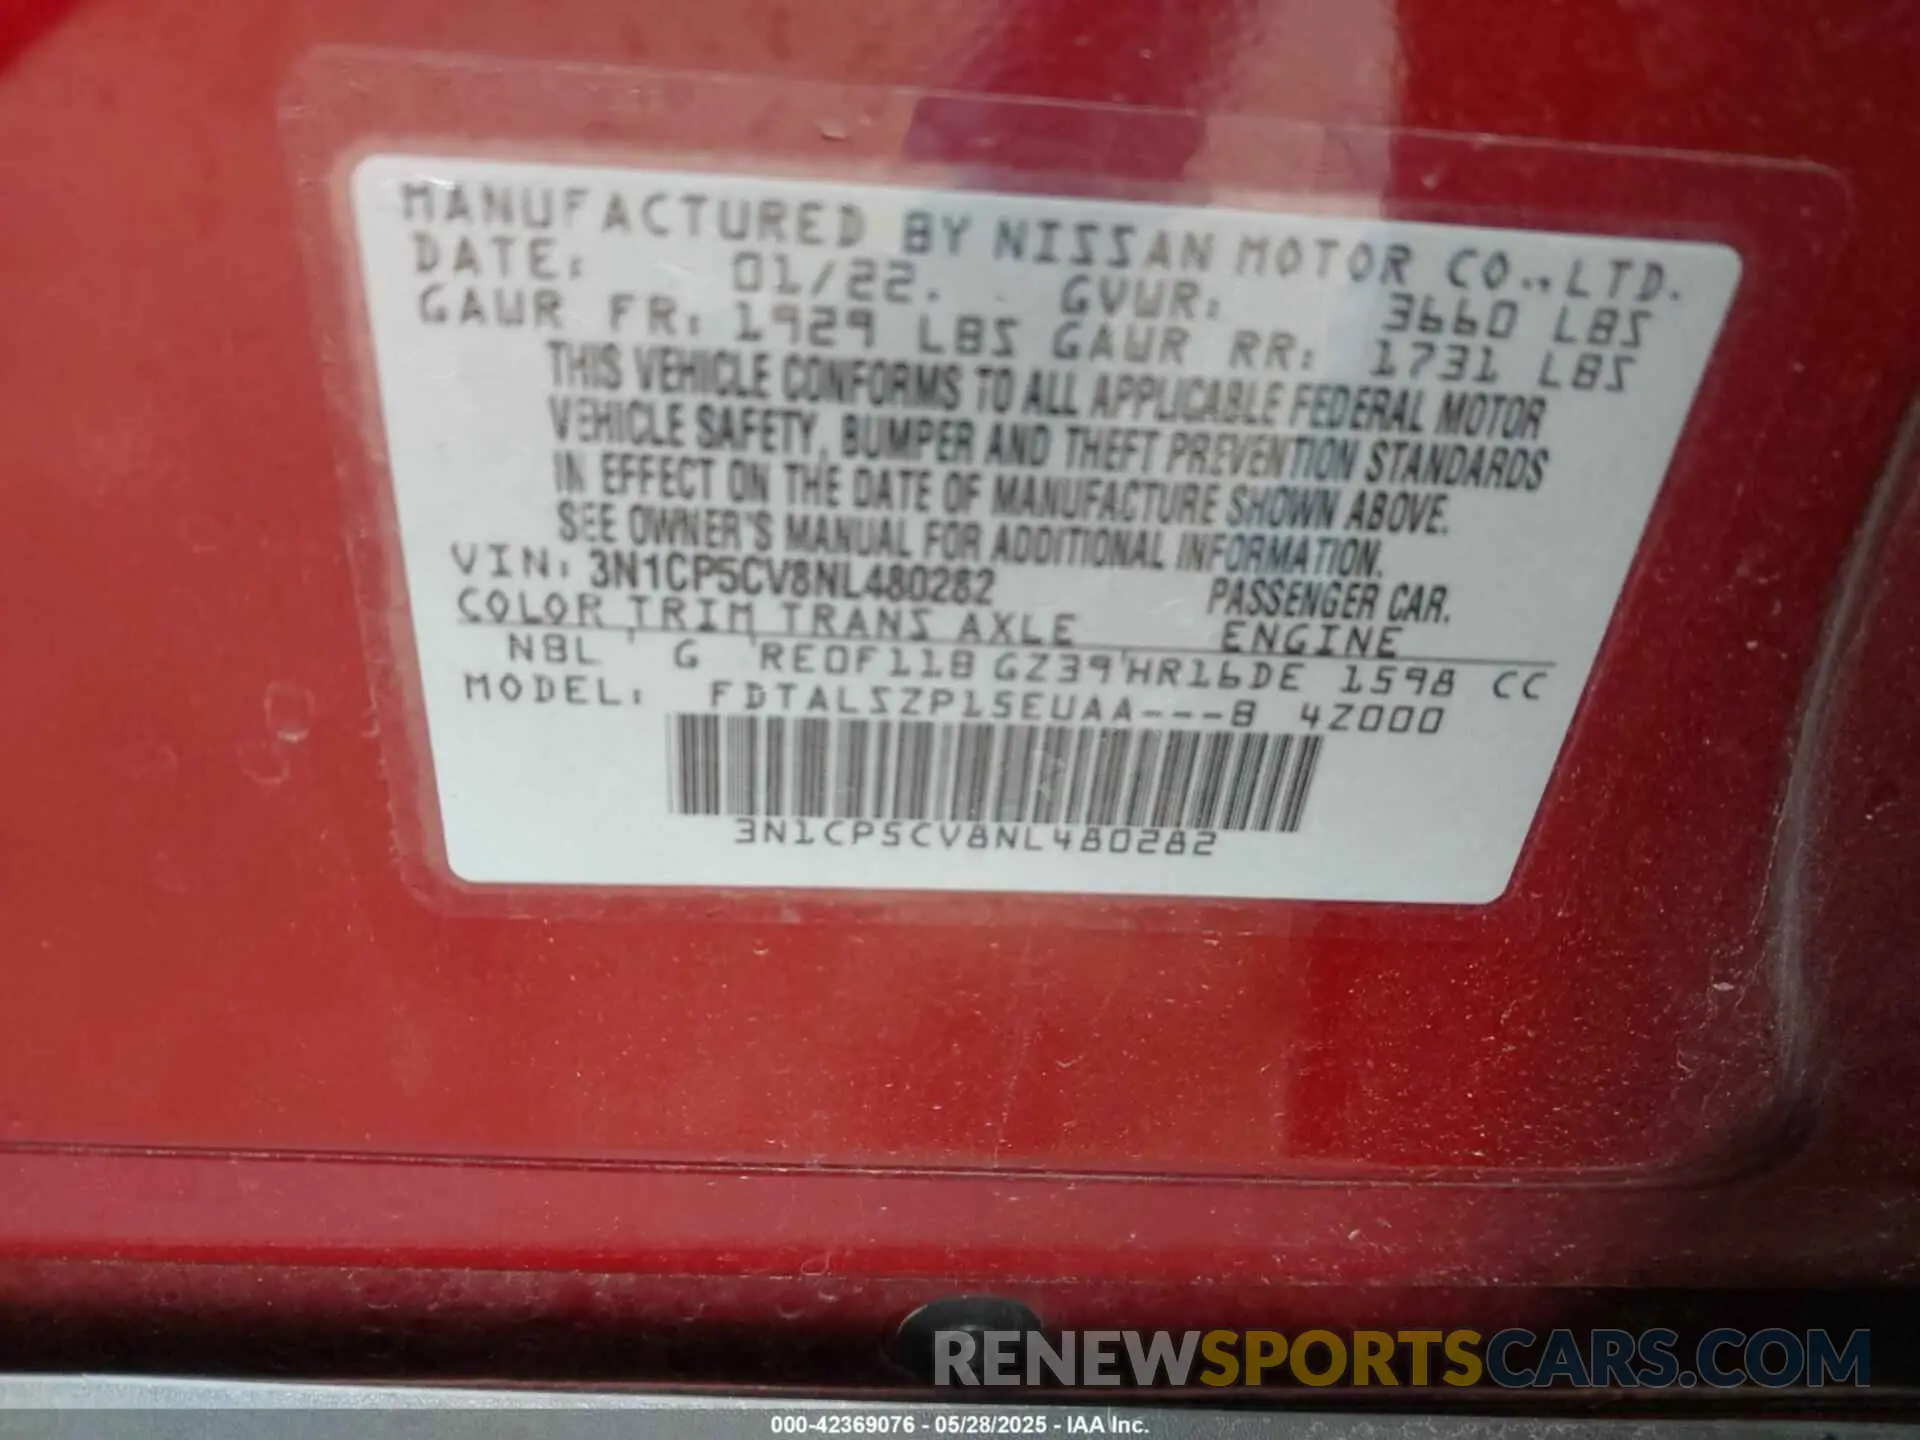 MANUFACTURED BY NISSAN MOTOR CO.,LTD.
DATE: 01/22. GVWR: 3660 LBS
GAWR FR: 1929 LBS GAWR RR: 1731 LBS
THIS VEHICLE CONFORMS TO ALL APPLICABLE FEDERAL MOTOR
VEHICLE SAFETY, BUMPER AND THEFT PREVENTION STANDARDS
IN EFFECT ON THE DATE OF MANUFACTURE SHOWN ABOVE.
SEE OWNER'S MANUAL FOR ADDITIONAL INFORMATION.
VIN: 3N1CP5CV8NL480282 PASSENGER CAR.
COLOR TRIM TRANS AXLE ENGINE
NBL G RE0F11B GZ39 HR16DE 1598 CC
MODEL: FDTALSZP15EUAA---B 4Z000
3N1CP5CV8NL480282
RENEWSPORTSCARS.COM
000-42369076 - 05/28/2025 - IAA Inc.